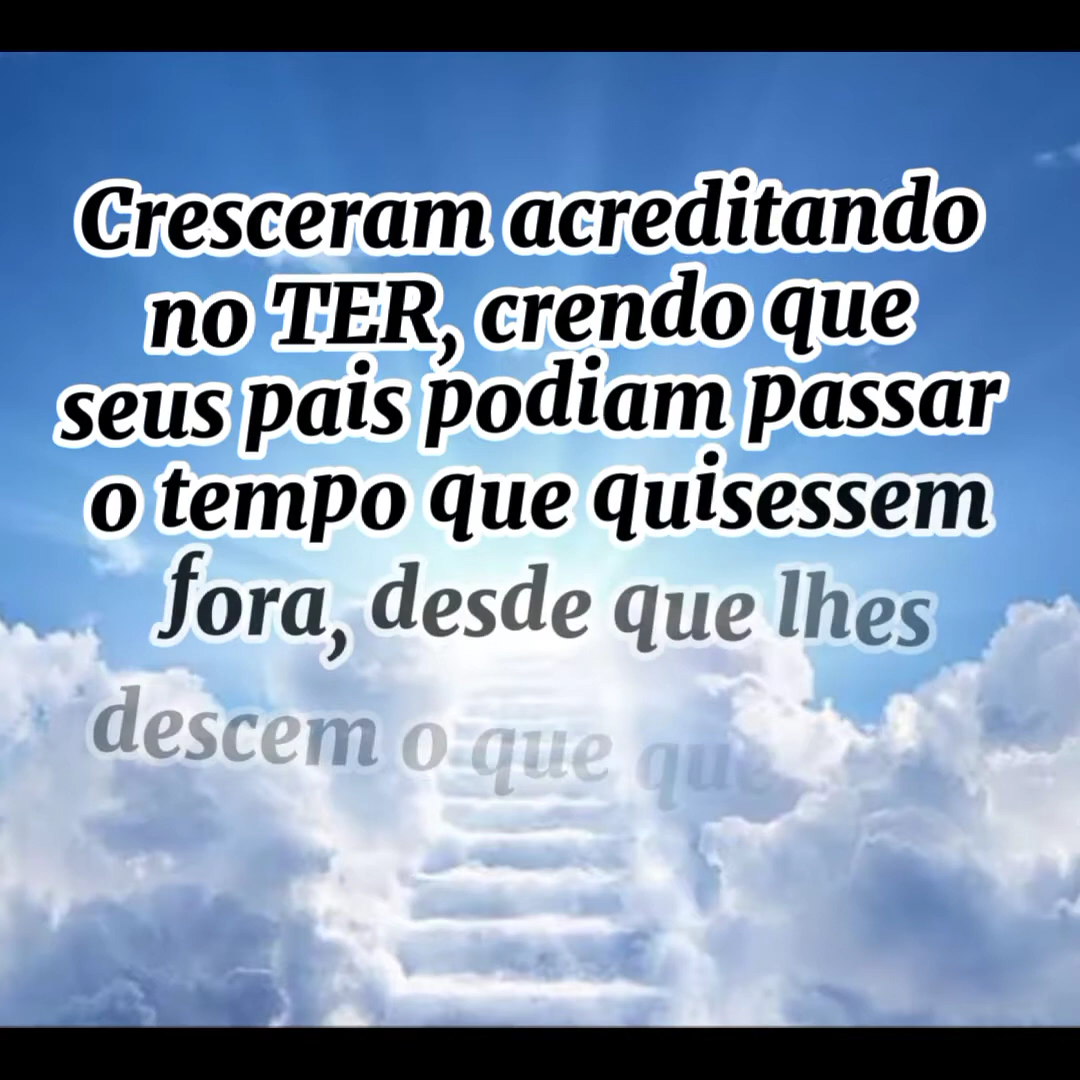 Cresceram acreditando
no TER, crendo que
seus pais podiam passar
o tempo que quisessem
fora, desde que lhes
descem o que que